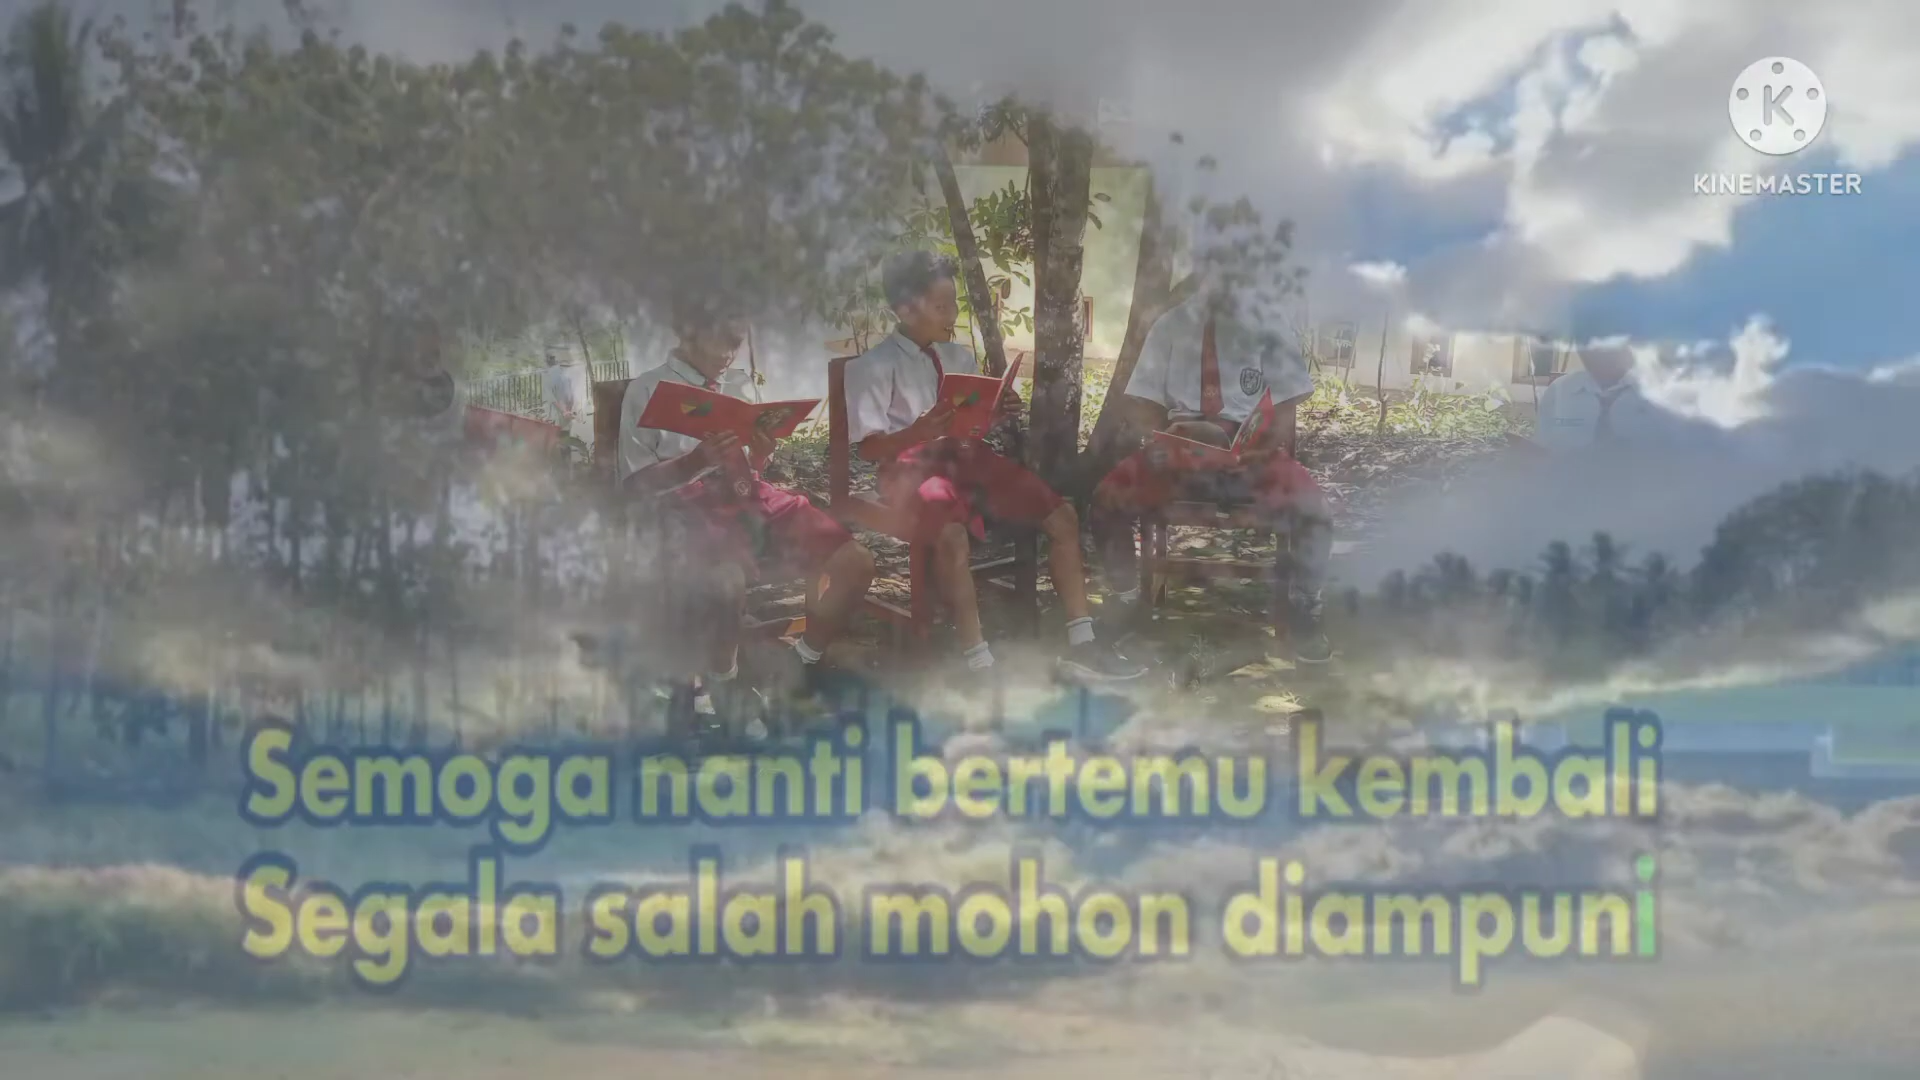 K
KINEMASTER
Semoga nanti bertemu kembali
Segala salah mohon diampuni